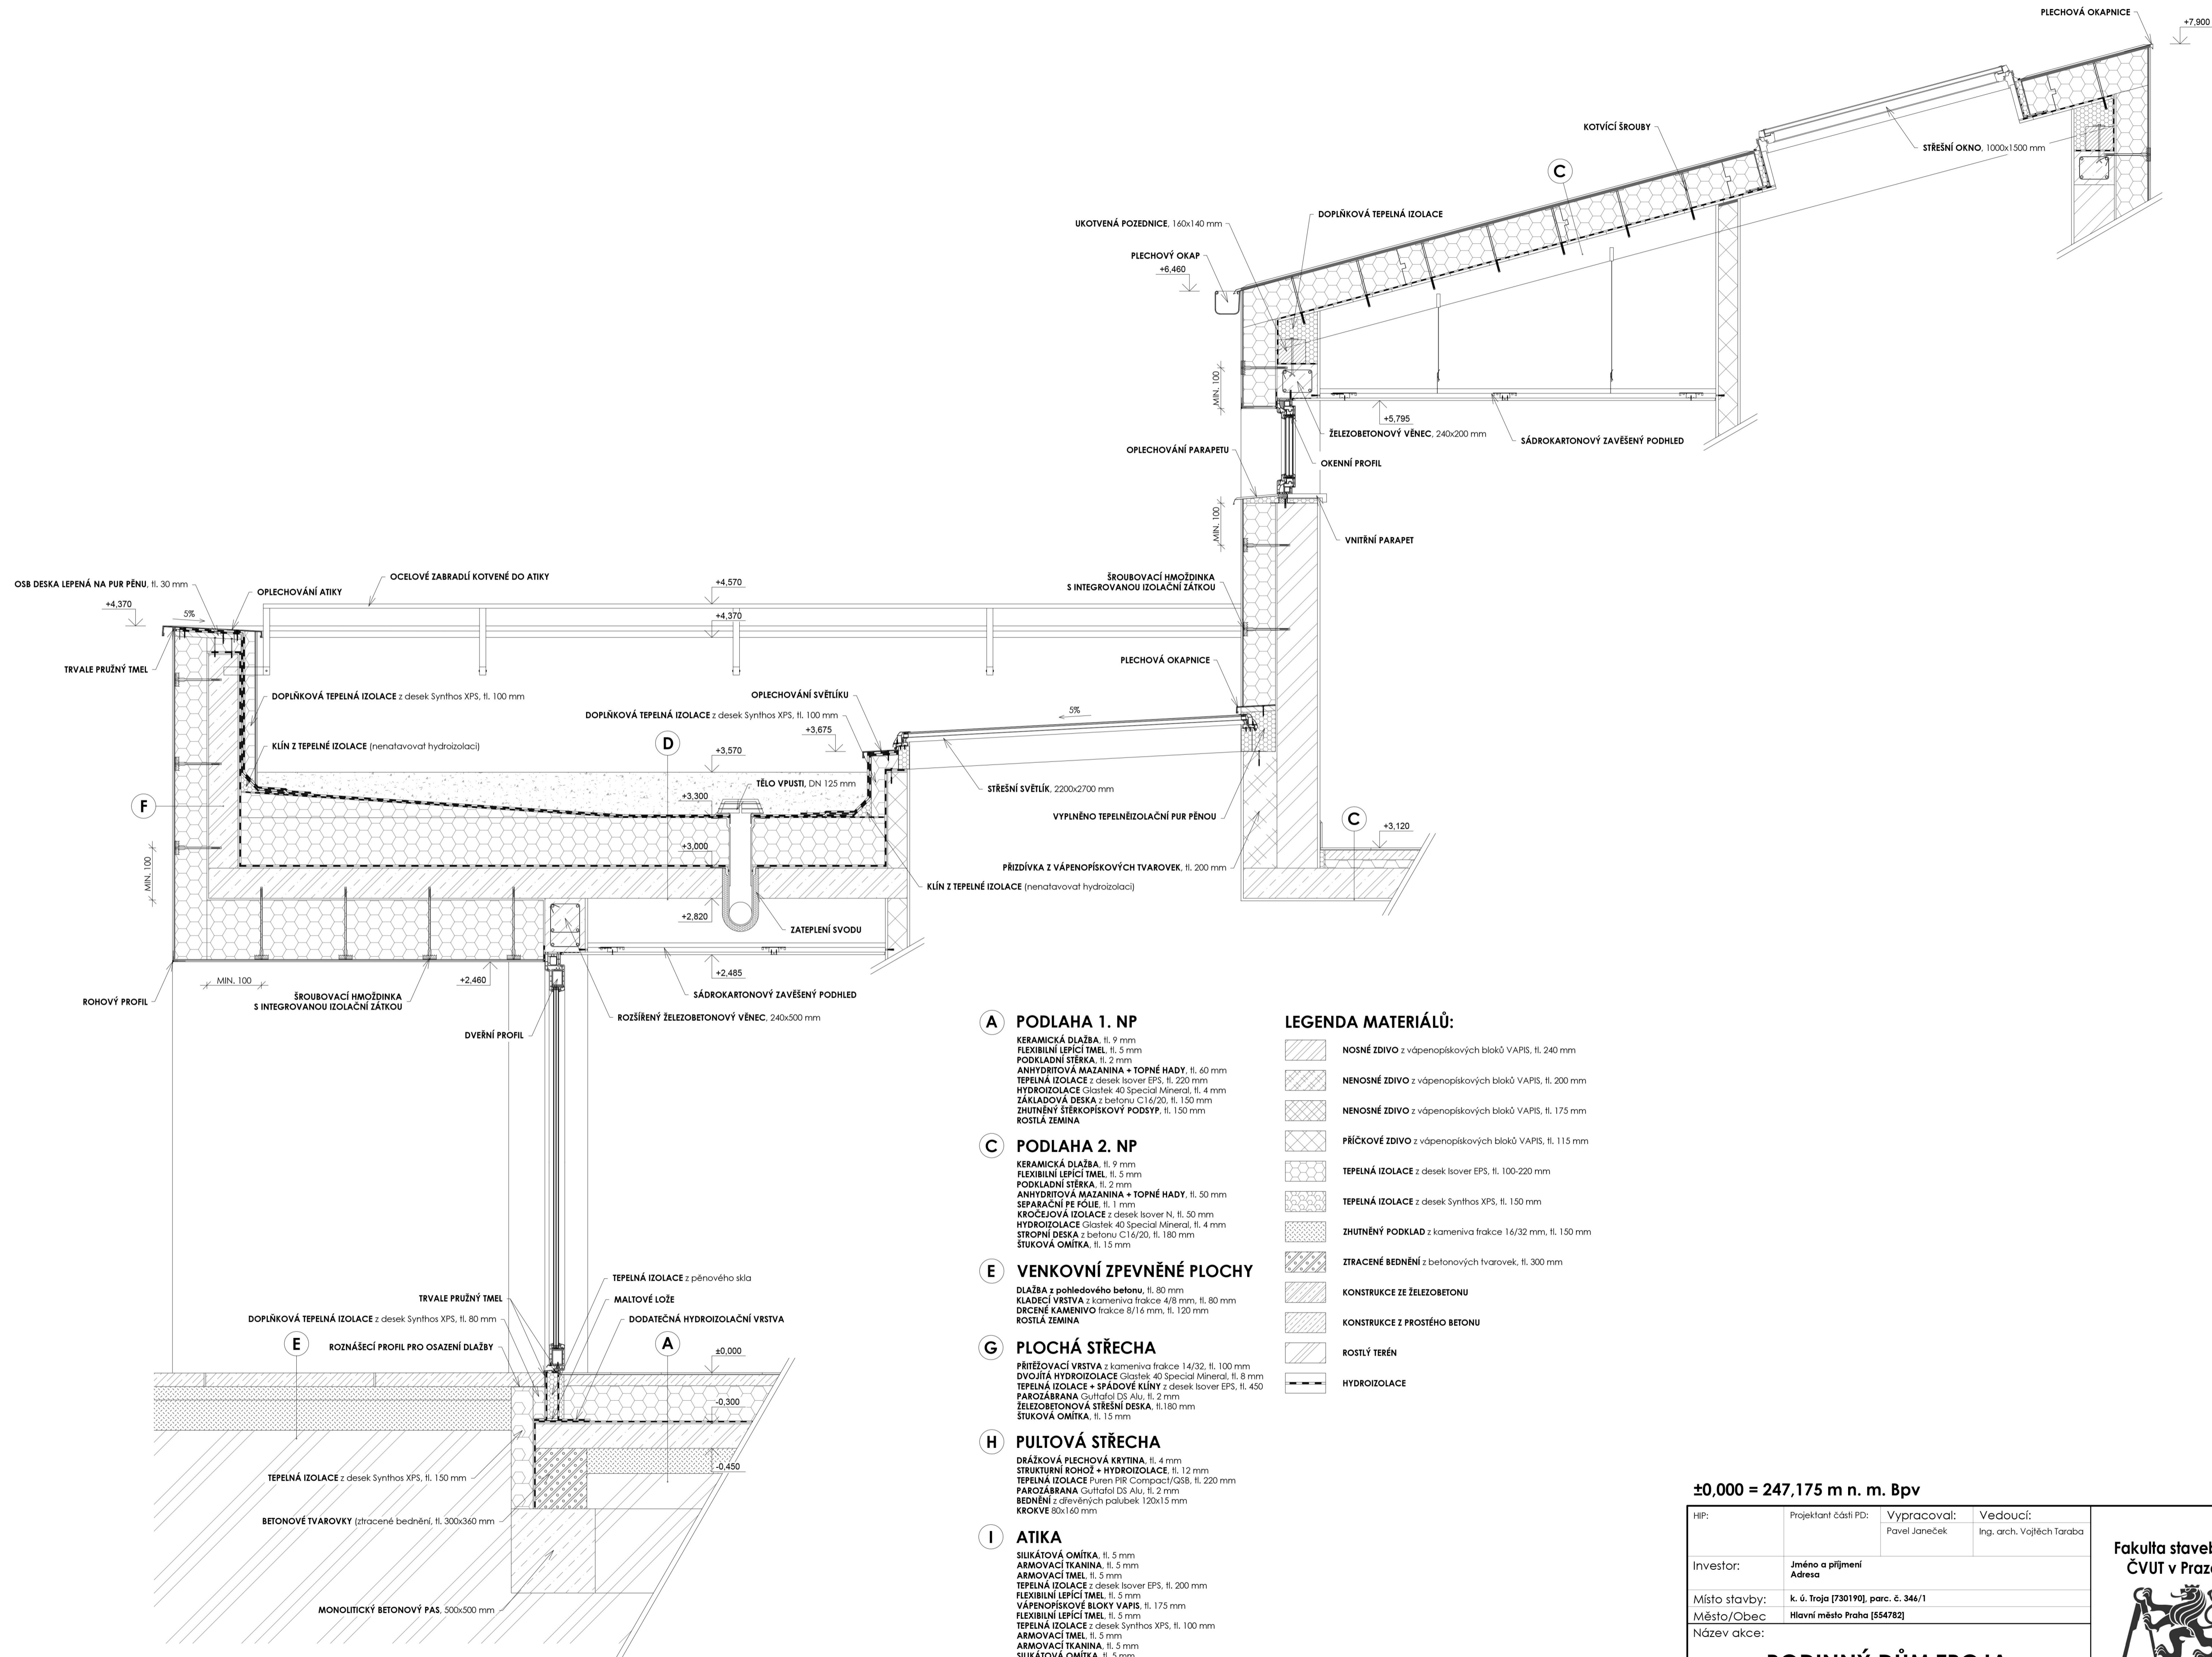 PLECHOVÁ OKAPNICE
+7,900
KOTVÍCÍ ŠROUBY
STŘEŠNÍ OKNO, 1000x1500 mm
C
DOPLŇKOVÁ TEPELNÁ IZOLACE
UKOTVENÁ POZEDNICE, 160x140 mm
PLECHOVÝ OKAP
+6,460
MIN. 100
+5,795
ŽELEZOBETONOVÝ VĚNEC, 240x200 mm
SÁDROKARTONOVÝ ZAVĚŠENÝ PODHLED
OPLECHOVÁNÍ PARAPETU
OKENNÍ PROFIL
MIN. 100
VNITŘNÍ PARAPET
OSB DESKA LEPENÁ NA PUR PĚNU, tl. 30 mm
OCELOVÉ ZABRADLÍ KOTVENÉ DO ATIKY
OPLECHOVÁNÍ ATIKY
+4,570
ŠROUBOVACÍ HMOŽDINKA
S INTEGROVANOU IZOLAČNÍ ZÁTKOU
+4,370
5%
+4,370
TRVALE PRUŽNÝ TMEL
PLECHOVÁ OKAPNICE
DOPLŇKOVÁ TEPELNÁ IZOLACE z desek Synthos XPS, tl. 100 mm
OPLECHOVÁNÍ SVĚTLÍKU
DOPLŇKOVÁ TEPELNÁ IZOLACE z desek Synthos XPS, tl. 100 mm
5%
+3,675
KLÍN Z TEPELNÉ IZOLACE (nenatavovat hydroizolaci)
D
+3,570
TĚLO VPUSTI, DN 125 mm
STŘEŠNÍ SVĚTLÍK, 2200x2700 mm
F
+3,300
VYPLNĚNO TEPELNĚIZOLAČNÍ PUR PĚNOU
C
+3,120
+3,000
MIN. 100
PŘIZDÍVKA Z VÁPENOPÍSKOVÝCH TVAROVEK, tl. 200 mm
KLÍN Z TEPELNÉ IZOLACE (nenatavovat hydroizolaci)
+2,820
ZATEPLENÍ SVODU
+2,485
MIN. 100
+2,460
ROHOVÝ PROFIL
ŠROUBOVACÍ HMOŽDINKA
S INTEGROVANOU IZOLAČNÍ ZÁTKOU
SÁDROKARTONOVÝ ZAVĚŠENÝ PODHLED
ROZŠÍŘENÝ ŽELEZOBETONOVÝ VĚNEC, 240x500 mm
DVEŘNÍ PROFIL
TEPELNÁ IZOLACE z pěnového skla
TRVALE PRUŽNÝ TMEL
MALTOVÉ LOŽE
DOPLŇKOVÁ TEPELNÁ IZOLACE z desek Synthos XPS, tl. 80 mm
DODATEČNÁ HYDROIZOLAČNÍ VRSTVA
E
ROZNÁŠECÍ PROFIL PRO OSAZENÍ DLAŽBY
A
±0,000
-0,300
-0,450
TEPELNÁ IZOLACE z desek Synthos XPS, tl. 150 mm
BETONOVÉ TVAROVKY (ztracené bednění, tl. 300x360 mm
MONOLITICKÝ BETONOVÝ PAS, 500x500 mm
A PODLAHA 1. NP
KERAMICKÁ DLAŽBA, tl. 9 mm
FLEXIBILNÍ LEPÍCÍ TMEL, tl. 5 mm
PODKLADNÍ STĚRKA, tl. 2 mm
ANHYDRITOVÁ MAZANINA + TOPNÉ HADY, tl. 60 mm
TEPELNÁ IZOLACE z desek Isover EPS, tl. 220 mm
HYDROIZOLACE Glastek 40 Special Mineral, tl. 4 mm
ZÁKLADOVÁ DESKA z betonu C16/20, tl. 150 mm
ZHUTNĚNÝ ŠTĚRKOPÍSKOVÝ PODSYP, tl. 150 mm
ROSTLÁ ZEMINA
C PODLAHA 2. NP
KERAMICKÁ DLAŽBA, tl. 9 mm
FLEXIBILNÍ LEPÍCÍ TMEL, tl. 5 mm
PODKLADNÍ STĚRKA, tl. 2 mm
ANHYDRITOVÁ MAZANINA + TOPNÉ HADY, tl. 50 mm
SEPARAČNÍ PE FÓLIE, tl. 1 mm
KROČEJOVÁ IZOLACE z desek Isover N, tl. 50 mm
HYDROIZOLACE Glastek 40 Special Mineral, tl. 4 mm
STROPNÍ DESKA z betonu C16/20, tl. 180 mm
ŠTUKOVÁ OMÍTKA, tl. 15 mm
E VENKOVNÍ ZPEVNĚNÉ PLOCHY
DLAŽBA z pohledového betonu, tl. 80 mm
KLADECÍ VRSTVA z kameniva frakce 4/8 mm, tl. 80 mm
DRCENÉ KAMENIVO frakce 8/16 mm, tl. 120 mm
ROSTLÁ ZEMINA
G PLOCHÁ STŘECHA
PŘITĚŽOVACÍ VRSTVA z kameniva frakce 14/32, tl. 100 mm
DVOJITÁ HYDROIZOLACE Glastek 40 Special Mineral, tl. 8 mm
TEPELNÁ IZOLACE + SPÁDOVÉ KLÍNY z desek Isover EPS, tl. 450
PAROZÁBRANA Guttafol DS Alu, tl. 2 mm
ŽELEZOBETONOVÁ STŘEŠNÍ DESKA, tl.180 mm
ŠTUKOVÁ OMÍTKA, tl. 15 mm
H PULTOVÁ STŘECHA
DRÁŽKOVÁ PLECHOVÁ KRYTINA, tl. 4 mm
STRUKTURNÍ ROHOŽ + HYDROIZOLACE, tl. 12 mm
TEPELNÁ IZOLACE Puren PIR Compact/QSB, tl. 220 mm
PAROZÁBRANA Guttafol DS Alu, tl. 2 mm
BEDNĚNÍ z dřevěných palubek 120x15 mm
KROKVE 80x160 mm
I ATIKA
SILIKÁTOVÁ OMÍTKA, tl. 5 mm
ARMOVACÍ TKANINA, tl. 5 mm
ARMOVACÍ TMEL, tl. 5 mm
TEPELNÁ IZOLACE z desek Isover EPS, tl. 200 mm
FLEXIBILNÍ LEPÍCÍ TMEL, tl. 5 mm
VÁPENOPÍSKOVÉ BLOKY VAPIS, tl. 175 mm
FLEXIBILNÍ LEPÍCÍ TMEL, tl. 5 mm
TEPELNÁ IZOLACE z desek Synthos XPS, tl. 100 mm
ARMOVACÍ TMEL, tl. 5 mm
ARMOVACÍ TKANINA, tl. 5 mm
SILIKÁTOVÁ OMÍTKA, tl. 5 mm
LEGENDA MATERIÁLŮ:
NOSNÉ ZDIVO z vápenopískových bloků VAPIS, tl. 240 mm
NENOSNÉ ZDIVO z vápenopískových bloků VAPIS, tl. 200 mm
NENOSNÉ ZDIVO z vápenopískových bloků VAPIS, tl. 175 mm
PŘÍČKOVÉ ZDIVO z vápenopískových bloků VAPIS, tl. 115 mm
TEPELNÁ IZOLACE z desek Isover EPS, tl. 100-220 mm
TEPELNÁ IZOLACE z desek Synthos XPS, tl. 150 mm
ZHUTNĚNÝ PODKLAD z kameniva frakce 16/32 mm, tl. 150 mm
ZTRACENÉ BEDNĚNÍ z betonových tvarovek, tl. 300 mm
KONSTRUKCE ZE ŽELEZOBETONU
KONSTRUKCE Z PROSTÉHO BETONU
ROSTLÝ TERÉN
HYDROIZOLACE
±0,000 = 247,175 m n. m. Bpv
HIP:
Projektant části PD:
Vypracoval:
Pavel Janeček
Vedoucí:
Ing. arch. Vojtěch Taraba
Investor:
Jméno a příjmení
Adresa
Místo stavby:
k. ú. Troja [730190], parc. č. 346/1
Město/Obec
Hlavní město Praha [554782]
Název akce:
RODINNÝ DŮM TROJA
Fakulta staveb
ČVUT v Praz